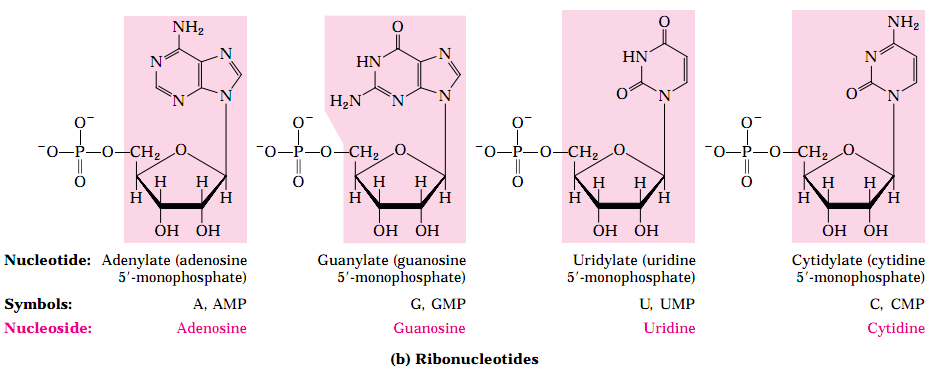 NH₂ O O NH₂
N N HN N HN N
N N H₂N N N O N O N
O⁻ O⁻ O⁻ O⁻
⁻O–P–O–CH₂ O ⁻O–P–O–CH₂ O ⁻O–P–O–CH₂ O ⁻O–P–O–CH₂ O
O H H O H H O H H O H H
H H H H H H H H
OH OH OH OH OH OH OH OH
Nucleotide: Adenylate (adenosine Guanylate (guanosine Uridylate (uridine Cytidylate (cytidine
5′-monophosphate) 5′-monophosphate) 5′-monophosphate) 5′-monophosphate)
Symbols: A, AMP G, GMP U, UMP C, CMP
Nucleoside: Adenosine Guanosine Uridine Cytidine
(b) Ribonucleotides